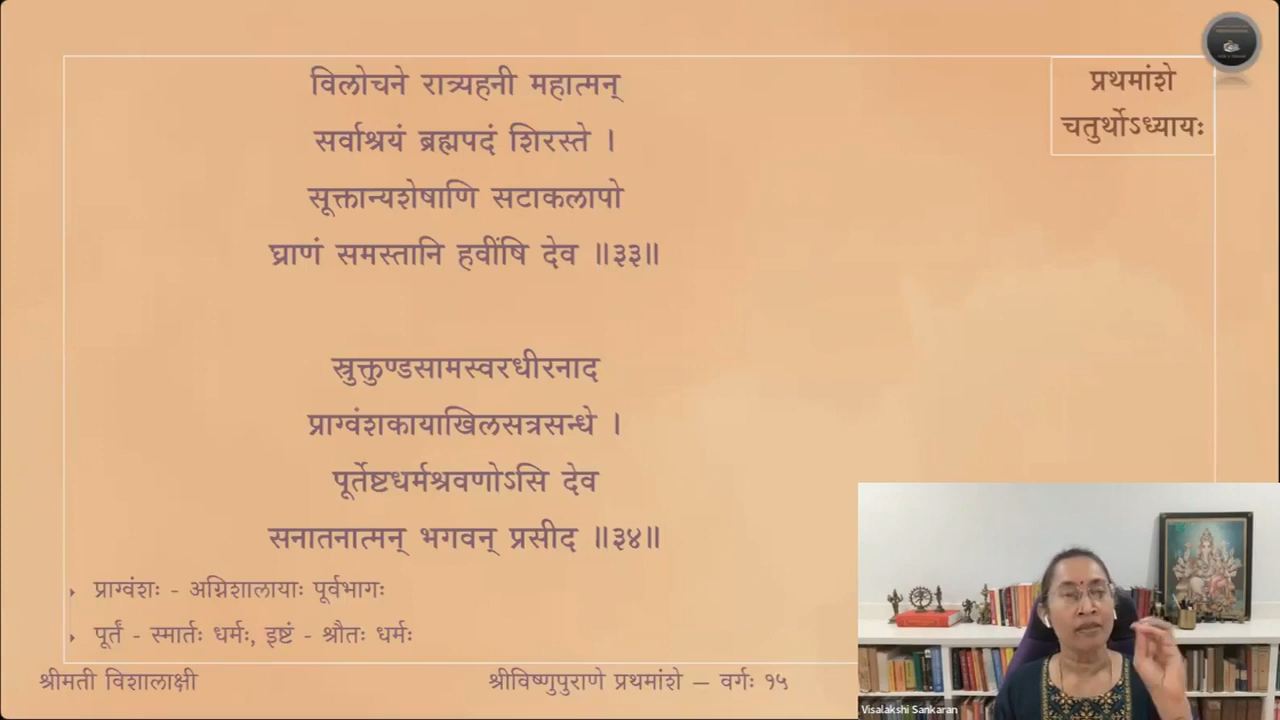 विलोचने रात्र्यहनी महात्मन्
सर्वाश्रयं ब्रह्मपदं शिरस्ते ।
सूक्तान्यशेषाणि सटाकलापो
घ्राणं समस्तानि हवींषि देव ॥३३॥
स्रुक्तुण्डसामस्वरधीरनाद
प्राग्वंशकायाखिलसत्रसन्धे ।
पूर्तेष्टधर्मश्रवणोऽसि देव
सनातनात्मन् भगवन् प्रसीद ॥३४॥
प्राग्वंशः - अग्निशालायाः पूर्वभागः
पूर्तं - स्मार्तः धर्मः, इष्टं - श्रौतः धर्मः
प्रथमांशे
चतुर्थोऽध्यायः
श्रीमती विशालाक्षी
श्रीविष्णुपुराणे प्रथमांशे – वर्गः १५
Visalakshi Sankaran